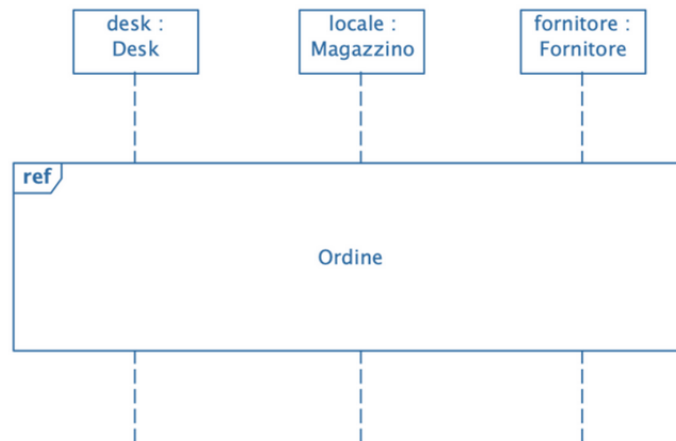 desk :
Desk
locale :
Magazzino
fornitore :
Fornitore
ref
Ordine